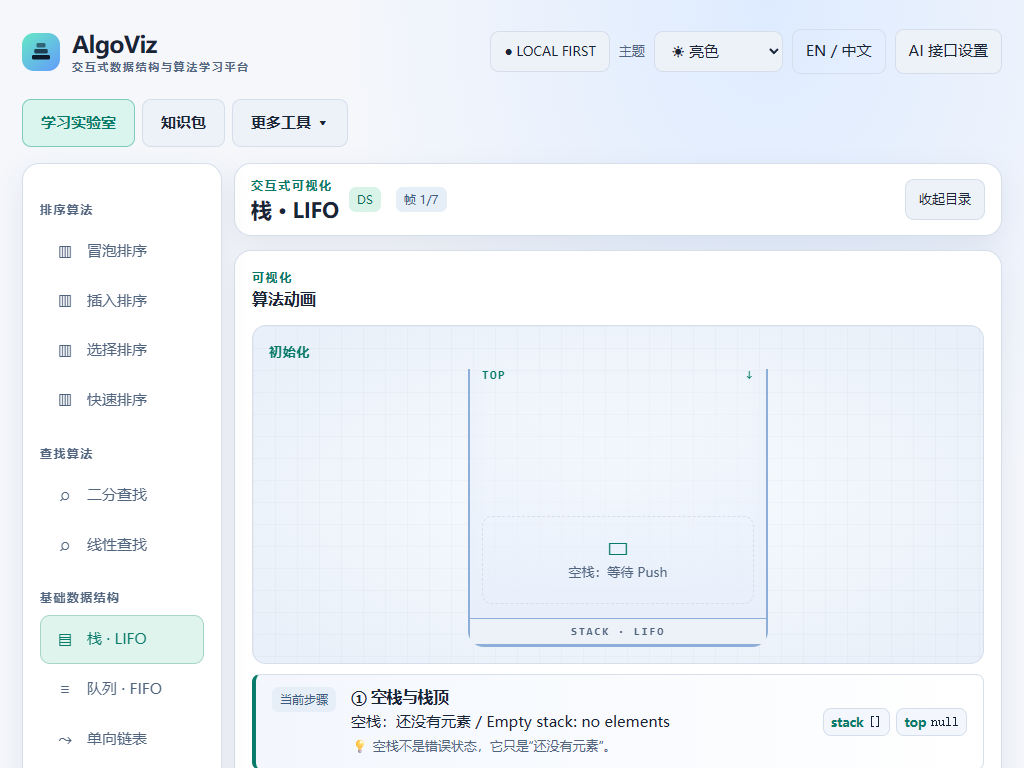 AlgoViz
交互式数据结构与算法学习平台
● LOCAL FIRST
主题
☀ 亮色
EN / 中文
AI 接口设置
学习实验室
知识包
更多工具 ▼
排序算法
▥ 冒泡排序
▥ 插入排序
▥ 选择排序
▥ 快速排序
查找算法
⌕ 二分查找
⌕ 线性查找
基础数据结构
▤ 栈 · LIFO
≡ 队列 · FIFO
⤳ 单向链表
交互式可视化
栈 • LIFO
DS
帧 1/7
收起目录
可视化
算法动画
初始化
TOP ↓
空栈：等待 Push
STACK · LIFO
当前步骤
① 空栈与栈顶
空栈：还没有元素 / Empty stack: no elements
💡 空栈不是错误状态，它只是“还没有元素”。
stack []
top null